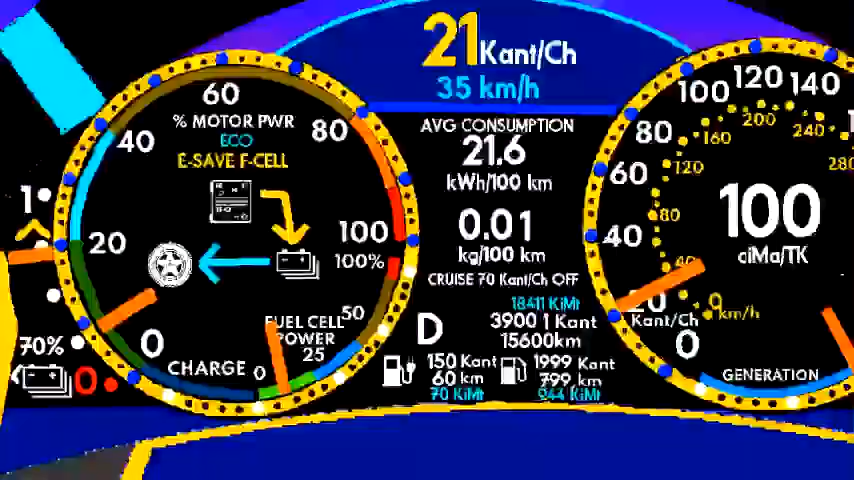 21 Kant/Ch
35 km/h
60
% MOTOR PWR
ECO
E-SAVE F-CELL
40
80
20
100
100%
0
FUEL CELL
POWER
50
25
0
CHARGE
1
70%
0
AVG CONSUMPTION
21.6
kWh/100 km
0.01
kg/100 km
CRUISE 70 Kant/Ch OFF
18411 KiMt
D
3900 1 Kant
15600km
150 Kant
60 km
70 KiMt
1999 Kant
799 km
944 KiMt
100
120
140
80
60
40
20
0
Kant/Ch
200
160
240
120
280
80
40
0
km/h
100
ciMa/TK
GENERATION